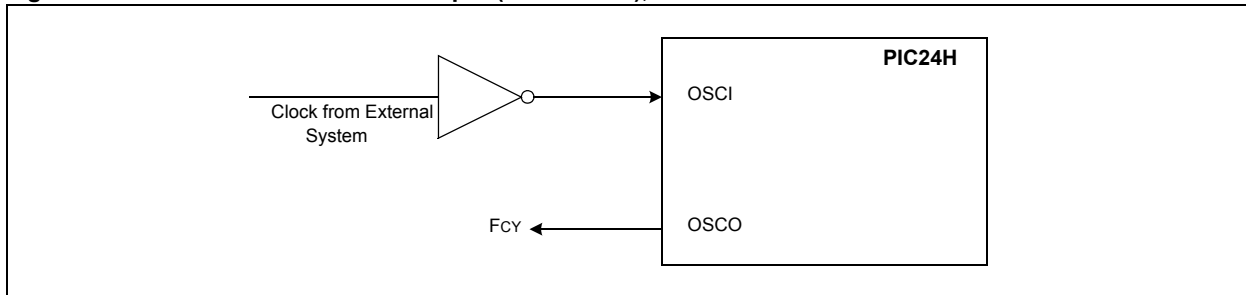 PIC24H
OSCI
Clock from External
System
FCY
OSCO